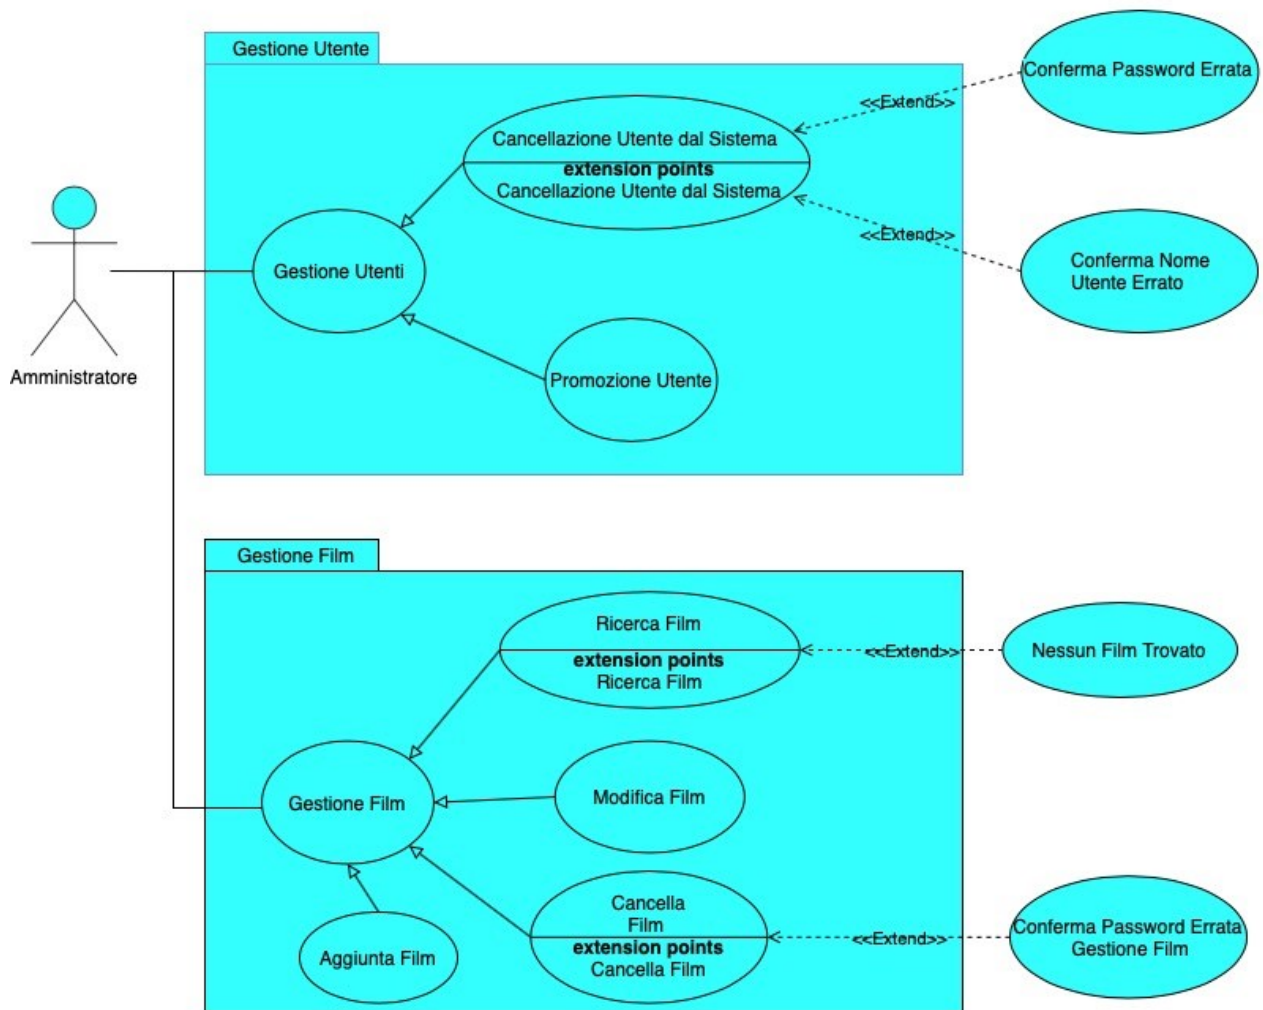 Gestione Utente
Conferma Password Errata
<<Extend>>
Cancellazione Utente dal Sistema
extension points
Cancellazione Utente dal Sistema
<<Extend>>
Conferma Nome
Utente Errato
Gestione Utenti
Amministratore
Promozione Utente
Gestione Film
Ricerca Film
extension points
Ricerca Film
<<Extend>>
Nessun Film Trovato
Gestione Film
Modifica Film
Cancella
Film
extension points
Cancella Film
<<Extend>>
Conferma Password Errata
Gestione Film
Aggiunta Film